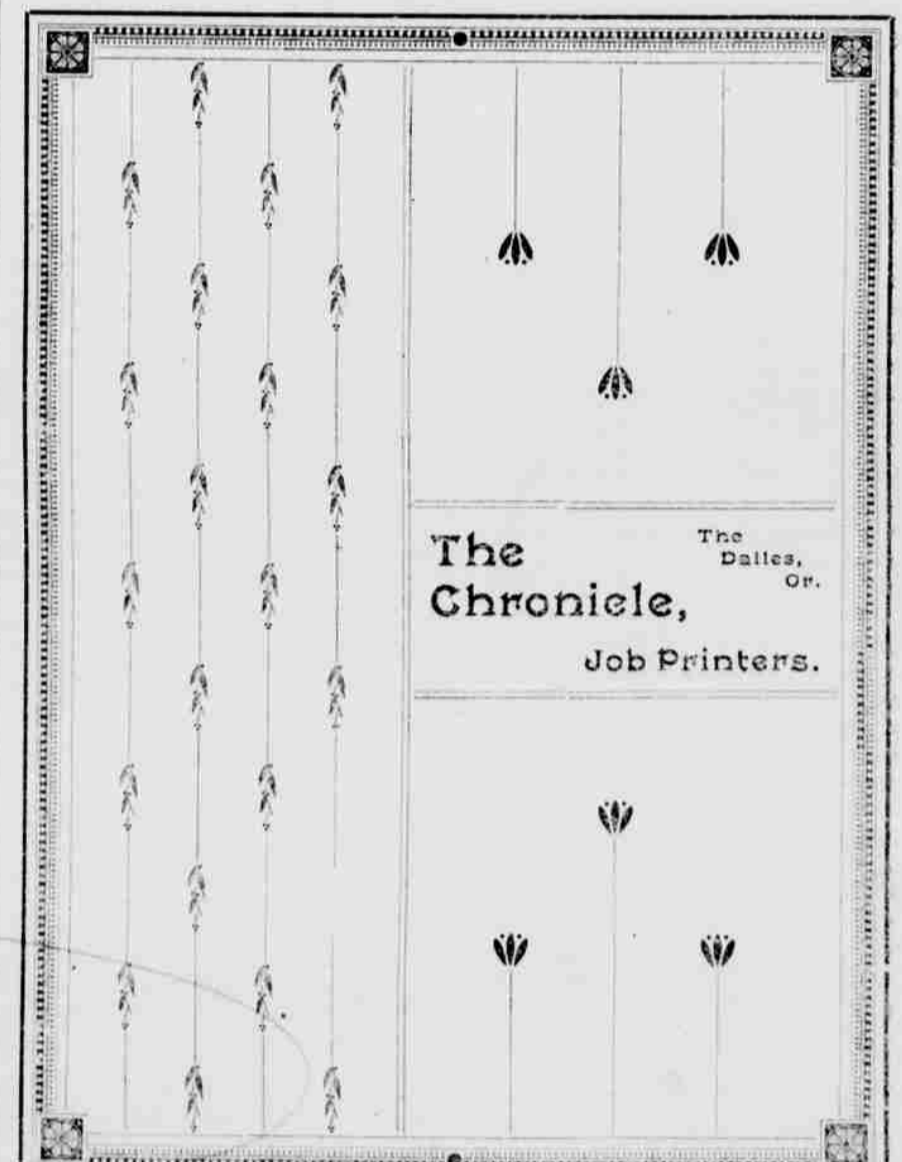 The
Chronicle,
The
Dalles,
Or.
Job Printers.